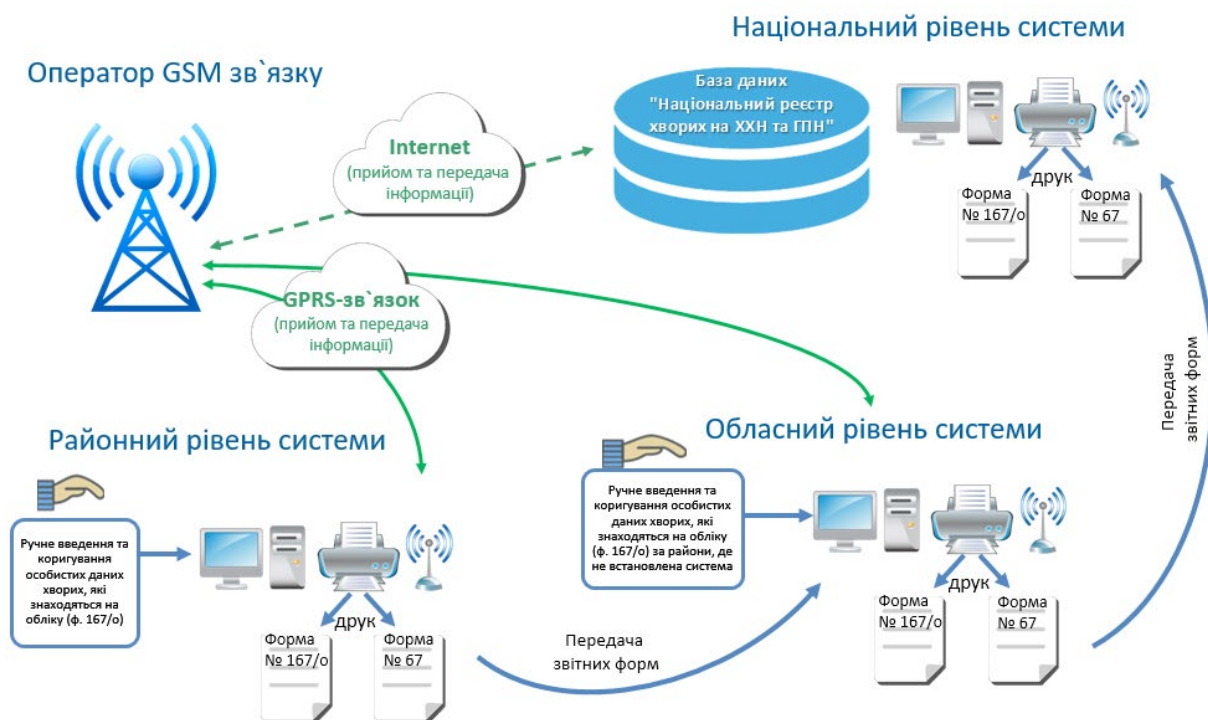 Національний рівень системи
Оператор GSM зв`язку
База даних
"Національний реєстр
хворих на ХХН та ГПН"
Internet
(прийом та передача
інформації)
друк
Форма
№ 167/о
Форма
№ 67
GPRS-зв`язок
(прийом та передача
інформації)
Передача
звітних форм
Районний рівень системи
Ручне введення та
коригування
особистих даних
хворих, які
знаходяться на
обліку (ф. 167/о)
друк
Форма
№ 167/о
Форма
№ 67
Передача
звітних форм
Обласний рівень системи
Ручне введення та
коригування особистих
даних хворих, які
знаходяться на обліку
(ф. 167/о) за райони, де
не встановлена система
друк
Форма
№ 167/о
Форма
№ 67